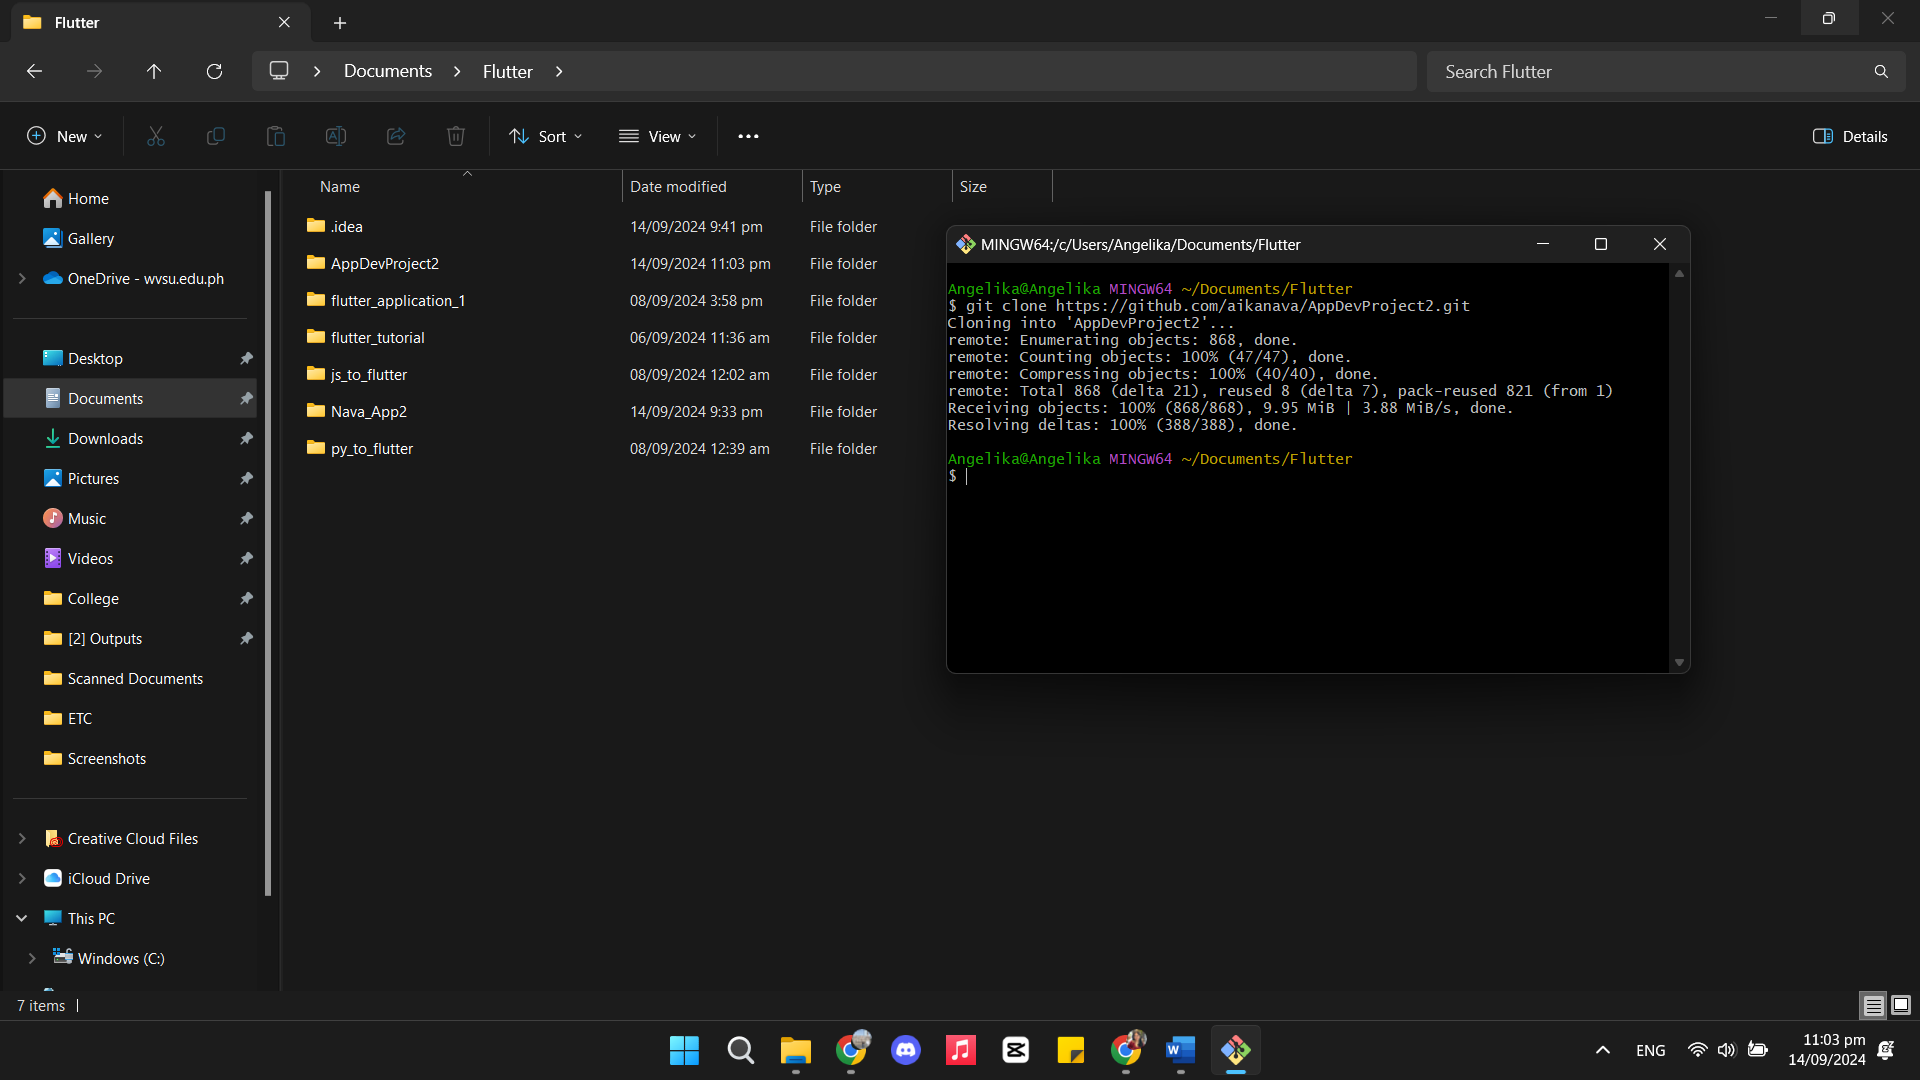 Flutter
Documents
Flutter
Search Flutter
New
Sort
View
Details
Home
Gallery
OneDrive - wvsu.edu.ph
Desktop
Documents
Downloads
Pictures
Music
Videos
College
[2] Outputs
Scanned Documents
ETC
Screenshots
Creative Cloud Files
iCloud Drive
This PC
Windows (C:)
Name Date modified Type Size
.idea 14/09/2024 9:41 pm File folder
AppDevProject2 14/09/2024 11:03 pm File folder
flutter_application_1 08/09/2024 3:58 pm File folder
flutter_tutorial 06/09/2024 11:36 am File folder
js_to_flutter 08/09/2024 12:02 am File folder
Nava_App2 14/09/2024 9:33 pm File folder
py_to_flutter 08/09/2024 12:39 am File folder
MINGW64:/c/Users/Angelika/Documents/Flutter
Angelika@Angelika MINGW64 ~/Documents/Flutter
$ git clone https://github.com/aikanava/AppDevProject2.git
Cloning into 'AppDevProject2'...
remote: Enumerating objects: 868, done.
remote: Counting objects: 100% (47/47), done.
remote: Compressing objects: 100% (40/40), done.
remote: Total 868 (delta 21), reused 8 (delta 7), pack-reused 821 (from 1)
Receiving objects: 100% (868/868), 9.95 MiB | 3.88 MiB/s, done.
Resolving deltas: 100% (388/388), done.
Angelika@Angelika MINGW64 ~/Documents/Flutter
$
7 items
ENG
11:03 pm
14/09/2024